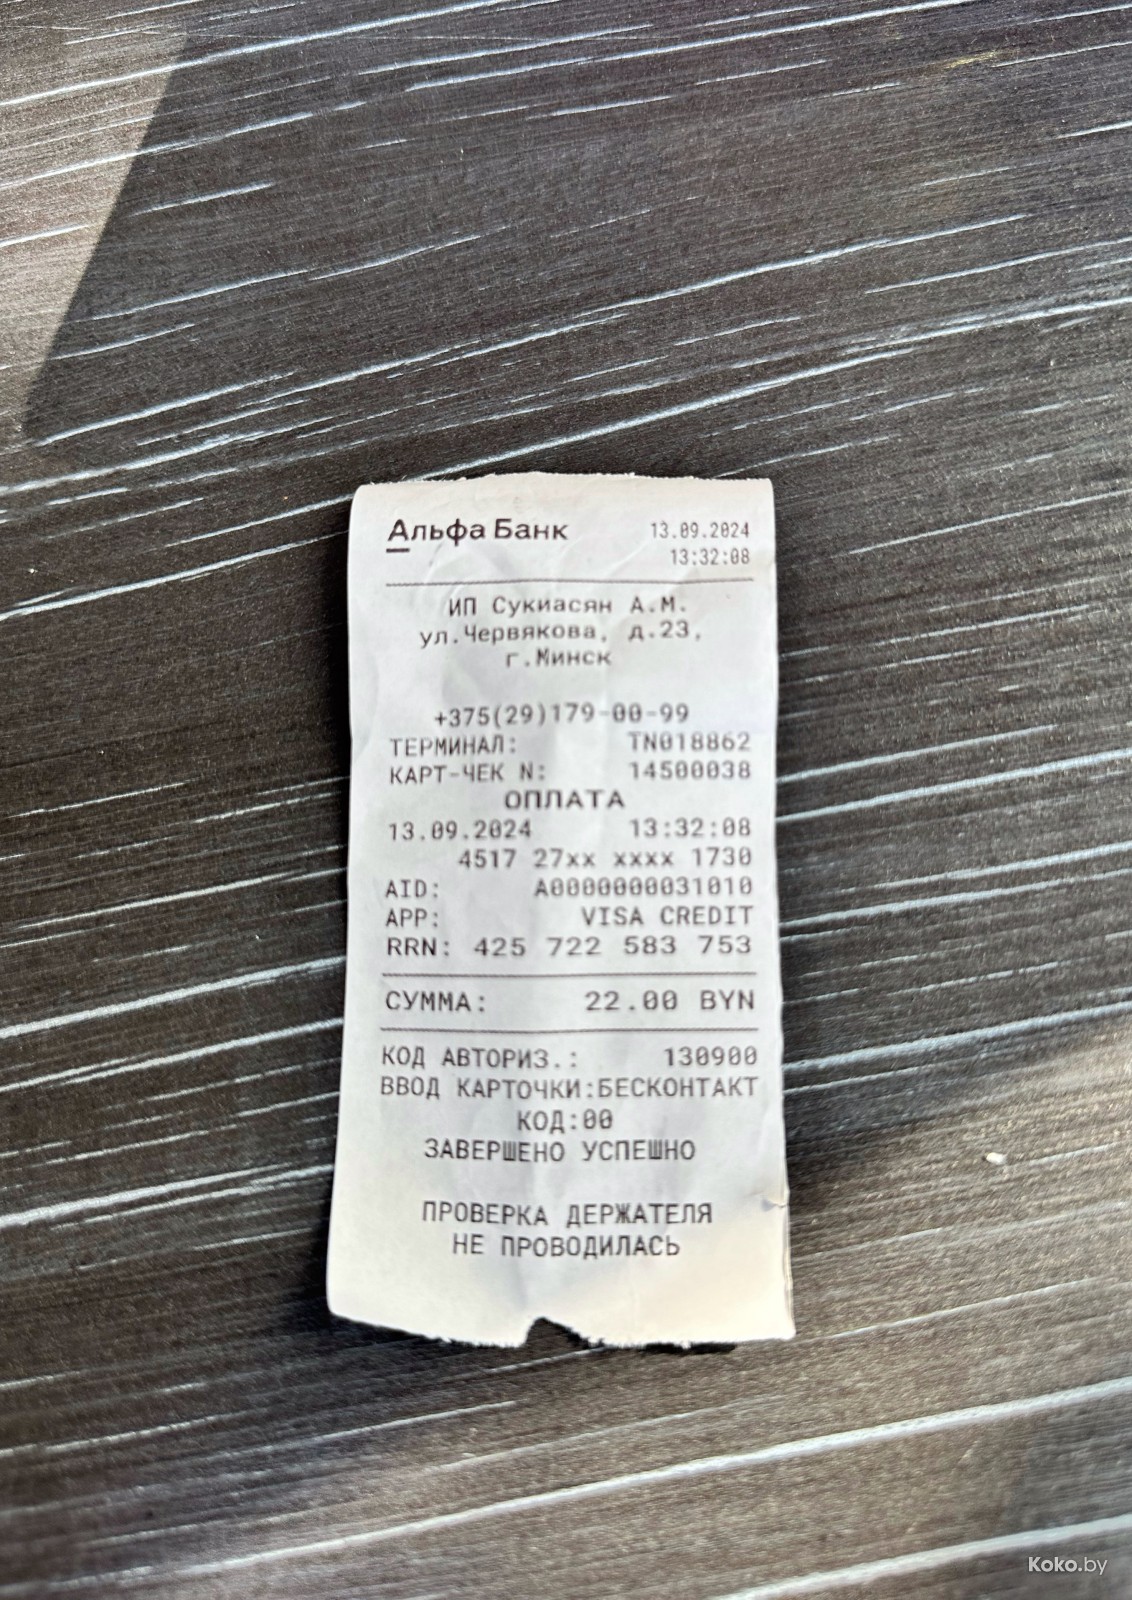 Альфа Банк 13.09.2024
13:32:08
ИП Сукиасян А.М.
ул.Червякова, д.23,
г.Минск
+375(29)179-00-99
ТЕРМИНАЛ: TN018862
КАРТ-ЧЕК N: 14500038
ОПЛАТА
13.09.2024 13:32:08
4517 27xx xxxx 1730
AID: A0000000031010
APP: VISA CREDIT
RRN: 425 722 583 753
СУММА: 22.00 BYN
КОД АВТОРИЗ.: 130900
ВВОД КАРТОЧКИ:БЕСКОНТАКТ
КОД:00
ЗАВЕРШЕНО УСПЕШНО
ПРОВЕРКА ДЕРЖАТЕЛЯ
НЕ ПРОВОДИЛАСЬ
Koko.by